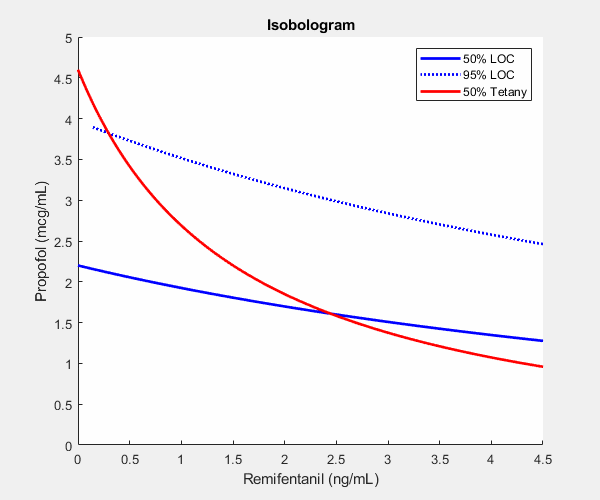 Isobologram
50% LOC
95% LOC
50% Tetany
5
4.5
4
3.5
3
2.5
2
1.5
1
0.5
0
Propofol (mcg/mL)
0 0.5 1 1.5 2 2.5 3 3.5 4 4.5
Remifentanil (ng/mL)